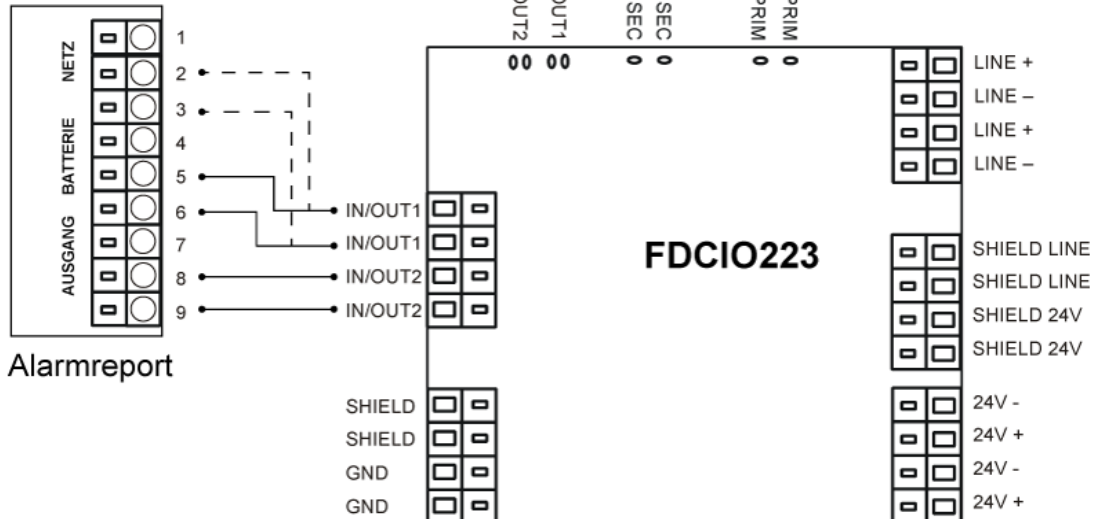 NETZ
BATTERIE
AUSGANG
1
2
3
4
5
6
7
8
9
Alarmreport
OUT2
OUT1
SEC
SEC
PRIM
PRIM
IN/OUT1
IN/OUT1
IN/OUT2
IN/OUT2
SHIELD
SHIELD
GND
GND
FDCIO223
LINE +
LINE –
LINE +
LINE –
SHIELD LINE
SHIELD LINE
SHIELD 24V
SHIELD 24V
24V -
24V +
24V -
24V +